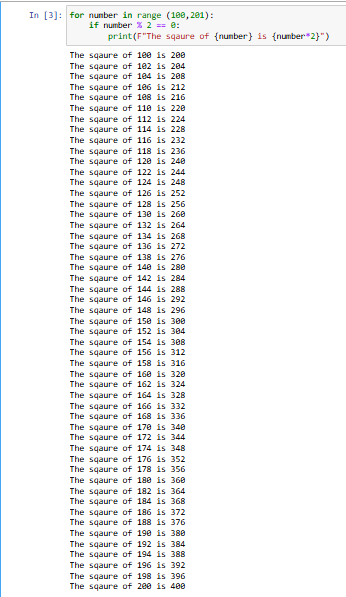 In [3]: for number in range (100,201):
if number % 2 == 0:
print(F"The sqaure of {number} is {number*2}")
The sqaure of 100 is 200
The sqaure of 102 is 204
The sqaure of 104 is 208
The sqaure of 106 is 212
The sqaure of 108 is 216
The sqaure of 110 is 220
The sqaure of 112 is 224
The sqaure of 114 is 228
The sqaure of 116 is 232
The sqaure of 118 is 236
The sqaure of 120 is 240
The sqaure of 122 is 244
The sqaure of 124 is 248
The sqaure of 126 is 252
The sqaure of 128 is 256
The sqaure of 130 is 260
The sqaure of 132 is 264
The sqaure of 134 is 268
The sqaure of 136 is 272
The sqaure of 138 is 276
The sqaure of 140 is 280
The sqaure of 142 is 284
The sqaure of 144 is 288
The sqaure of 146 is 292
The sqaure of 148 is 296
The sqaure of 150 is 300
The sqaure of 152 is 304
The sqaure of 154 is 308
The sqaure of 156 is 312
The sqaure of 158 is 316
The sqaure of 160 is 320
The sqaure of 162 is 324
The sqaure of 164 is 328
The sqaure of 166 is 332
The sqaure of 168 is 336
The sqaure of 170 is 340
The sqaure of 172 is 344
The sqaure of 174 is 348
The sqaure of 176 is 352
The sqaure of 178 is 356
The sqaure of 180 is 360
The sqaure of 182 is 364
The sqaure of 184 is 368
The sqaure of 186 is 372
The sqaure of 188 is 376
The sqaure of 190 is 380
The sqaure of 192 is 384
The sqaure of 194 is 388
The sqaure of 196 is 392
The sqaure of 198 is 396
The sqaure of 200 is 400